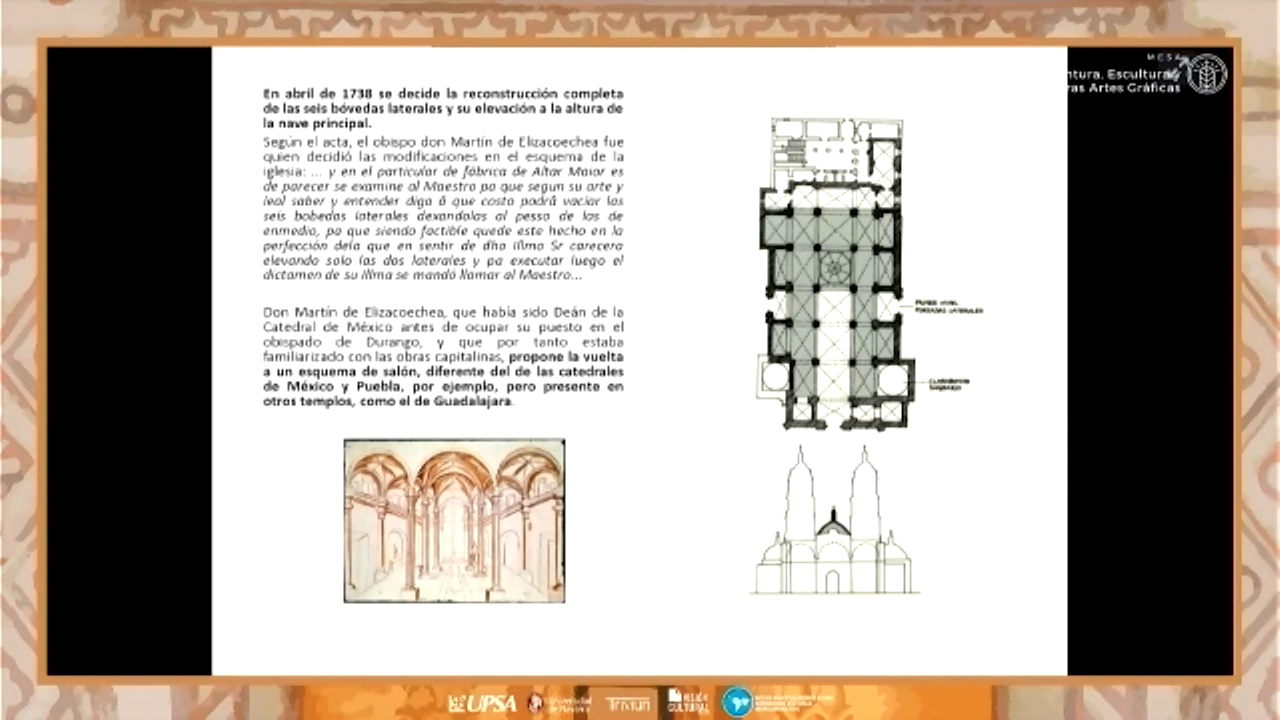 En abril de 1738 se decide la reconstrucción completa
de las seis bóvedas laterales y su elevación a la altura de
la nave principal.
Según el acta, el obispo don Martín de Elizacoechea fue
quien decidió las modificaciones en el esquema de la
iglesia: ... y en el particular de fábrica de Altar Maior es
de parecer se examine al Maestro pa que segun su arte y
leal saber y entender diga â que costo podrâ vaciar las
seis bobedas laterales dexandolas al pesso de las de
enmedio, pa que siendo factible quede este hecho en la
perfección dela que en sentir de dho illmo Sr carecera
elevando solo las dos laterales y pa executar luego el
dictamen de su illma se mandó llamar al Maestro...
Don Martín de Elizacoechea, que había sido Deán de la
Catedral de México antes de ocupar su puesto en el
obispado de Durango, y que por tanto estaba
familiarizado con las obras capitalinas, propone la vuelta
a un esquema de salón, diferente del de las catedrales
de México y Puebla, por ejemplo, pero presente en
otros templos, como el de Guadalajara.
MESA
ntura, Escultura
ras Artes Gráficas
LATERALES
UPSA